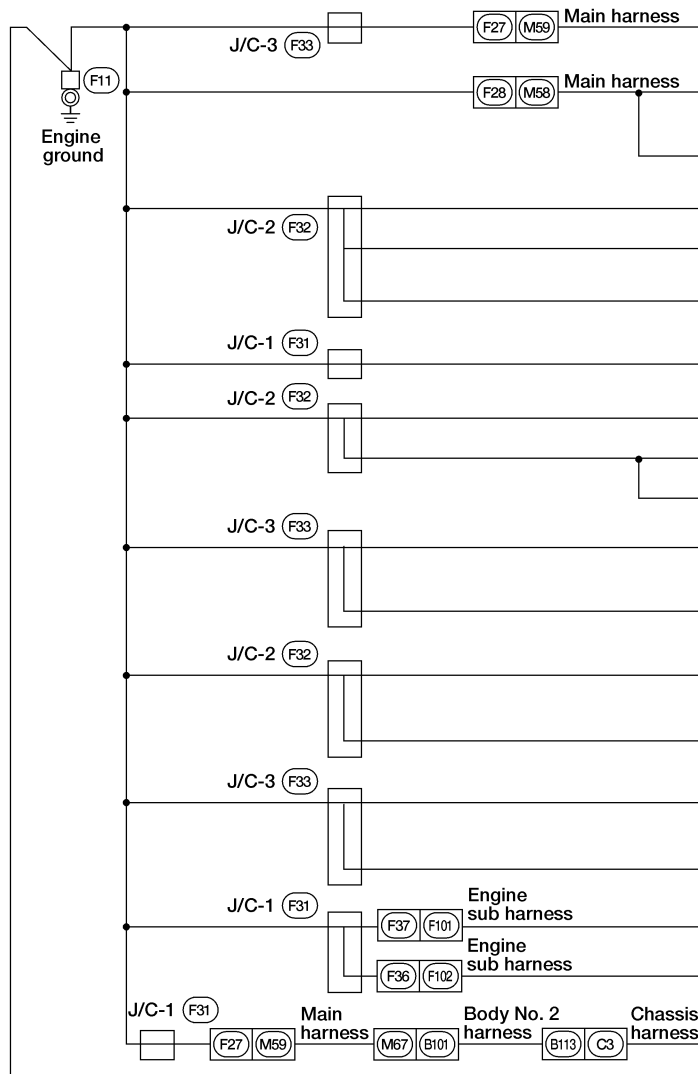 Main harness
F27 M59
J/C-3 F33
F11
Main harness
F28 M58
Engine
ground
J/C-2 F32
J/C-1 F31
J/C-2 F32
J/C-3 F33
J/C-2 F32
J/C-3 F33
J/C-1 F31
Engine
sub harness
F37 F101
Engine
sub harness
F36 F102
J/C-1 F31
F27 M59
Main
harness
M67 B101
Body No. 2
harness
B113 C3
Chassis
harness